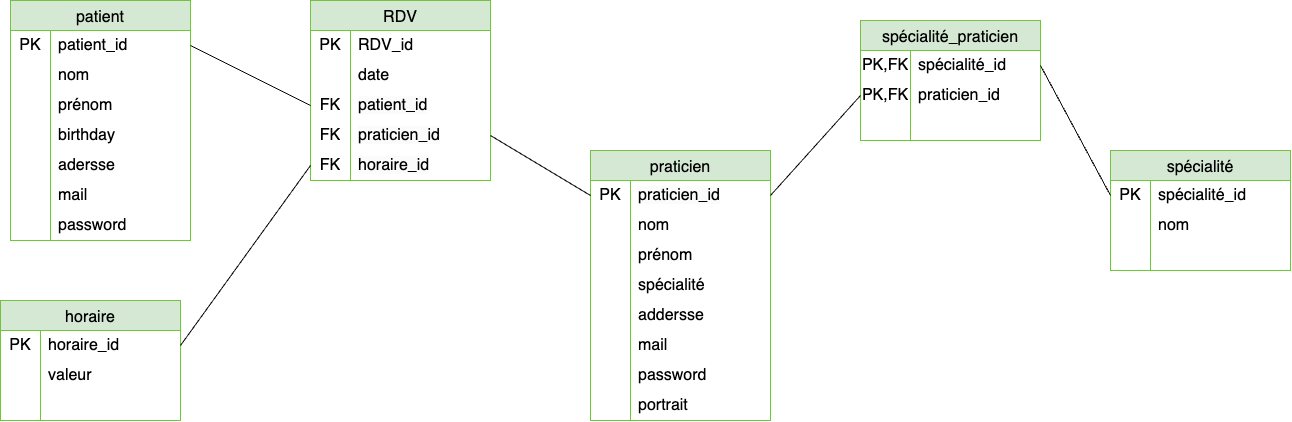 patient
PK patient_id
nom
prénom
birthday
adersse
mail
password
RDV
PK RDV_id
date
FK patient_id
FK praticien_id
FK horaire_id
spécialité_praticien
PK,FK spécialité_id
PK,FK praticien_id
praticien
PK praticien_id
nom
prénom
spécialité
addersse
mail
password
portrait
spécialité
PK spécialité_id
nom
horaire
PK horaire_id
valeur